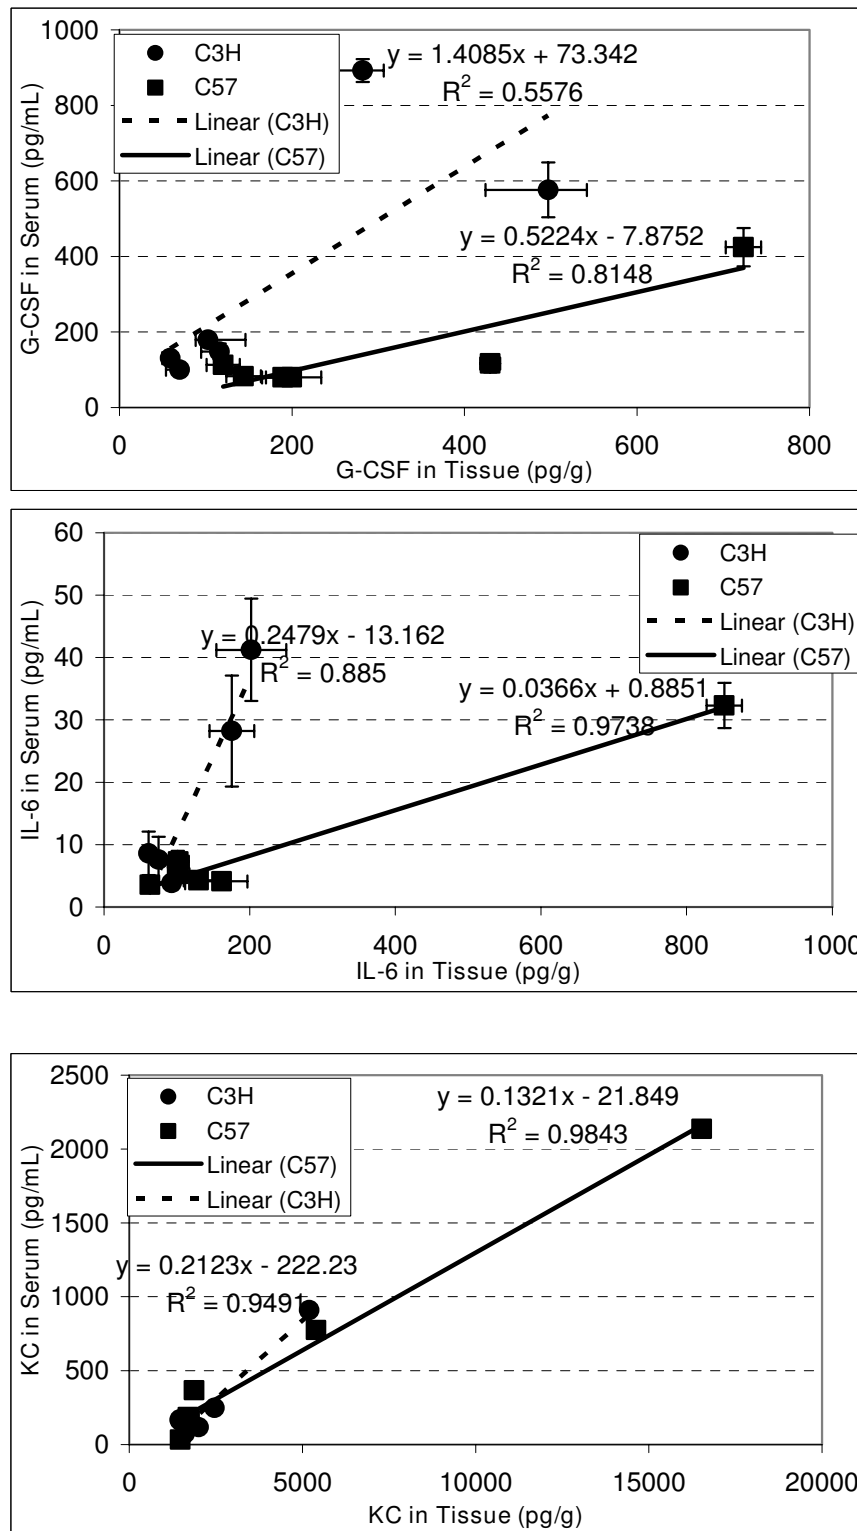 1000
800
600
400
200
0
G-CSF in Serum (pg/mL)
C3H
C57
Linear (C3H)
Linear (C57)
y = 1.4085x + 73.342
R² = 0.5576
y = 0.5224x - 7.8752
R² = 0.8148
0 200 400 600 800
G-CSF in Tissue (pg/g)
60
50
40
30
20
10
0
IL-6 in Serum (pg/mL)
C3H
C57
Linear (C3H)
Linear (C57)
y = 0.2479x - 13.162
R² = 0.885
y = 0.0366x + 0.8851
R² = 0.9738
0 200 400 600 800 1000
IL-6 in Tissue (pg/g)
2500
2000
1500
1000
500
0
KC in Serum (pg/mL)
C3H
C57
Linear (C57)
Linear (C3H)
y = 0.1321x - 21.849
R² = 0.9843
y = 0.2123x - 222.23
R² = 0.9491
0 5000 10000 15000 20000
KC in Tissue (pg/g)